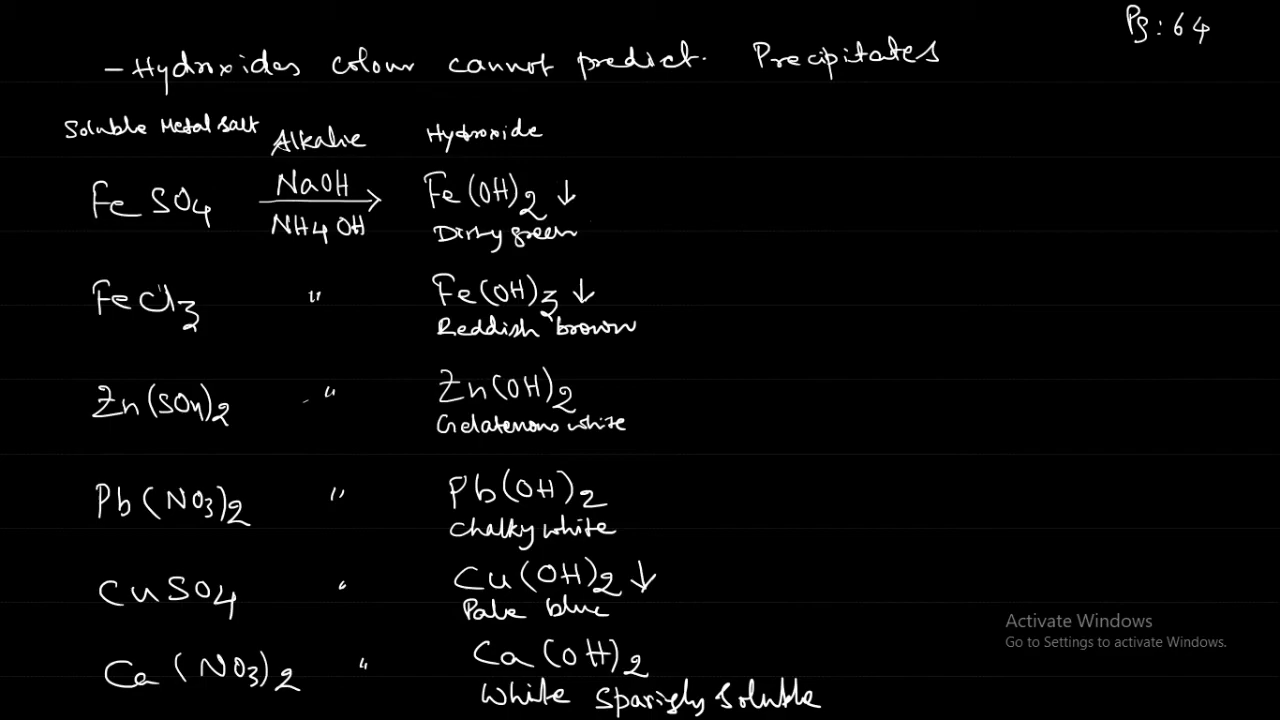 Pg: 64
- Hydroxides colour cannot predict. Precipitates
Soluble Metal Salt Alkalie Hydroxide
FeSO4 NaOH Fe(OH)2 ↓
NH4OH Dirty green
FeCl3 " Fe(OH)3 ↓
Reddish brown
Zn(SO4)2 " Zn(OH)2
Gelatenous white
Pb(NO3)2 " Pb(OH)2
Chalky white
CuSO4 " Cu(OH)2 ↓
Pale blue
Activate Windows
Go to Settings to activate Windows.
Ca(NO3)2 " Ca(OH)2
White sparigly soluble